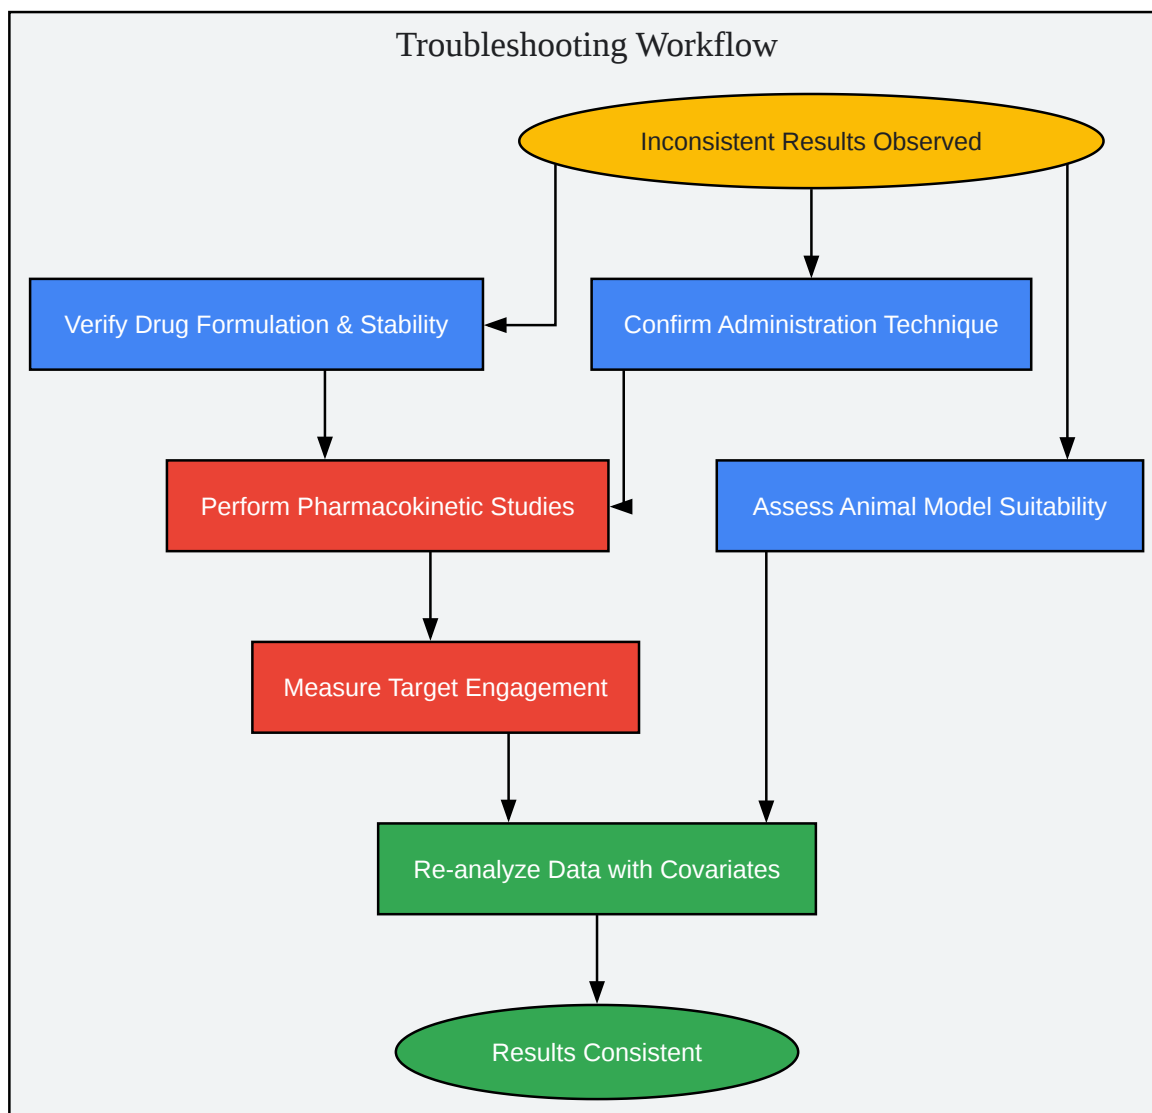 Troubleshooting Workflow
Inconsistent Results Observed
Verify Drug Formulation & Stability
Confirm Administration Technique
Perform Pharmacokinetic Studies
Assess Animal Model Suitability
Measure Target Engagement
Re-analyze Data with Covariates
Results Consistent